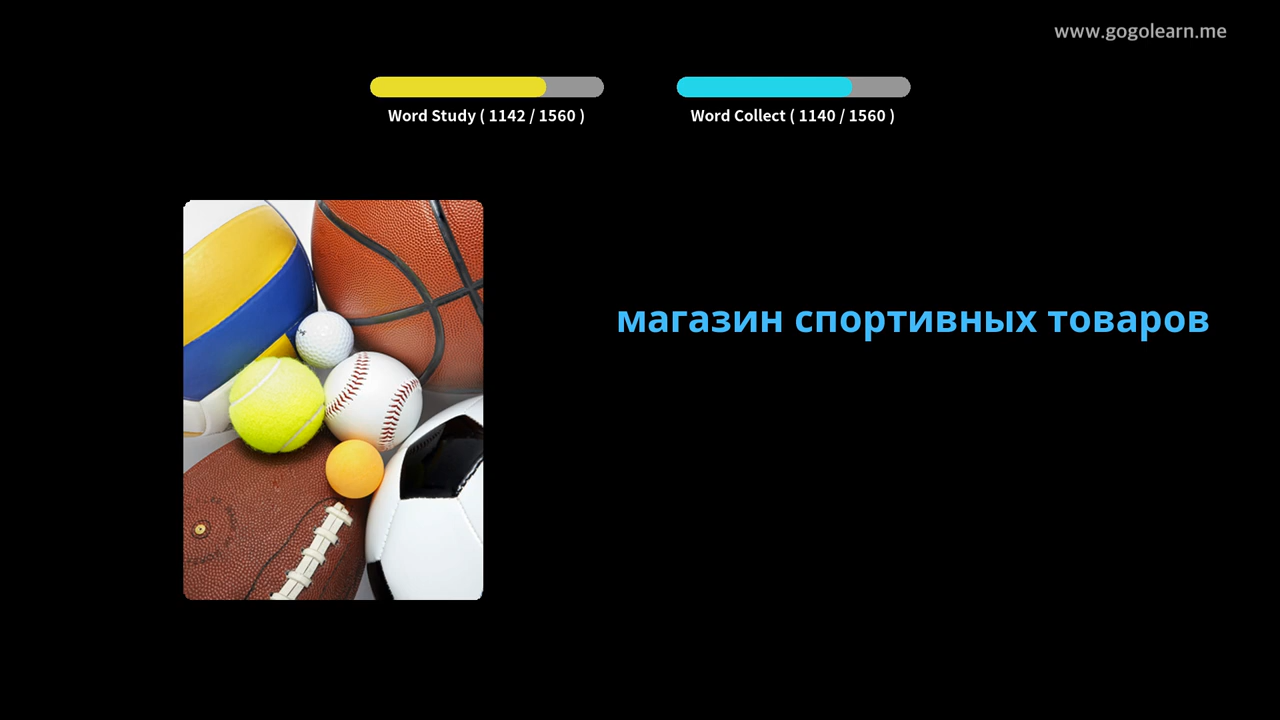 www.gogolearn.me
Word Study ( 1142 / 1560 )
Word Collect ( 1140 / 1560 )
магазин спортивных товаров